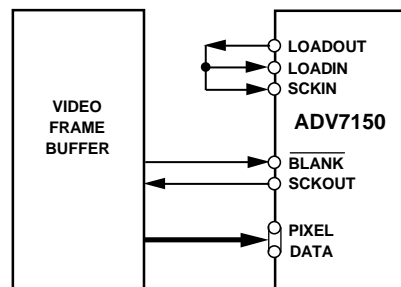 LOADOUT
LOADIN
SCKIN
VIDEO
FRAME
BUFFER
ADV7150
BLANK
SCKOUT
PIXEL
DATA